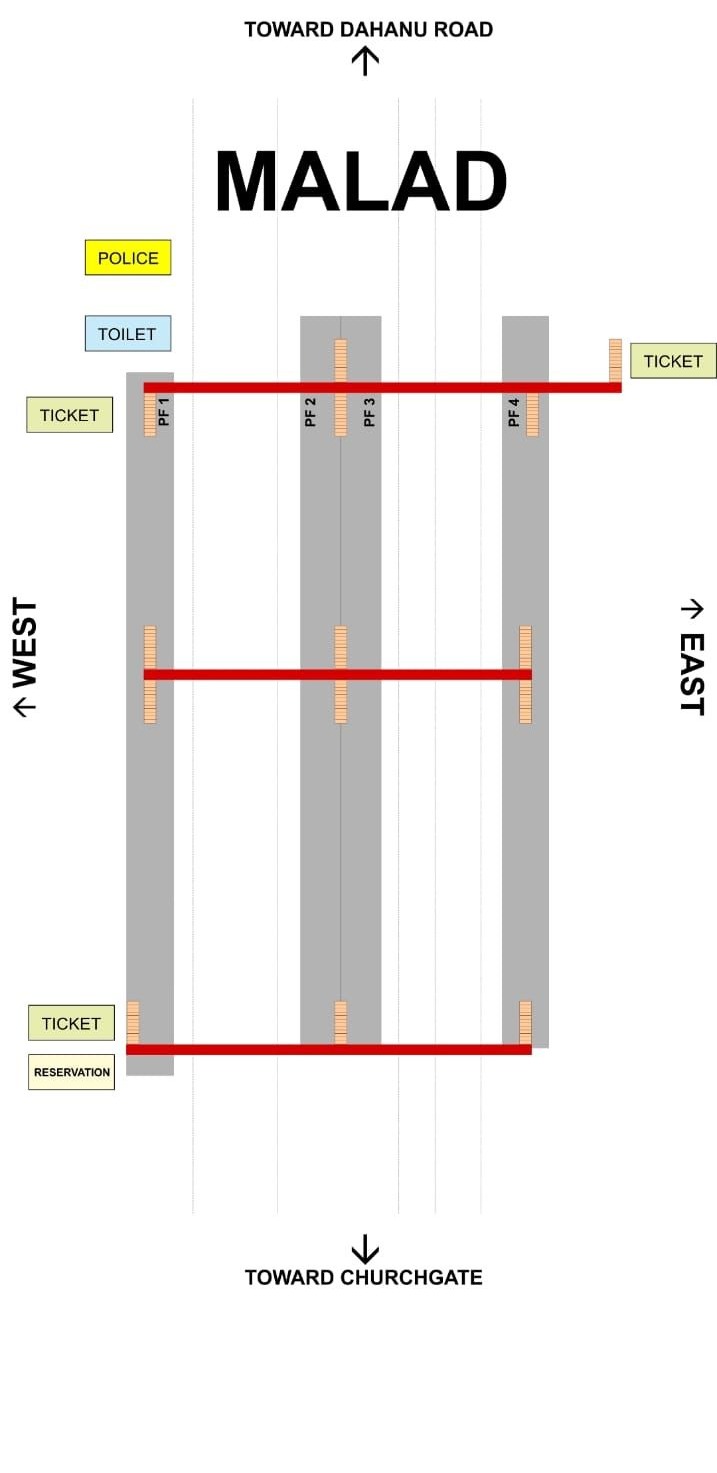 TOWARD DAHANU ROAD
↑
MALAD
POLICE
TOILET
TICKET
TICKET
PF 1
PF 2
PF 3
PF 4
← WEST
→ EAST
TICKET
RESERVATION
↓
TOWARD CHURCHGATE